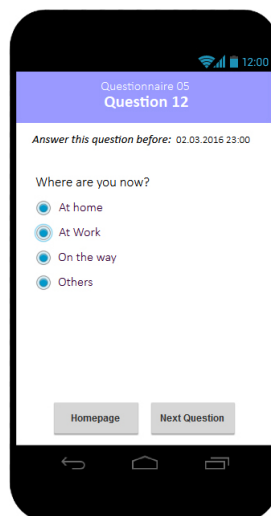 12:00
Questionnaire 05
Question 12
Answer this question before: 02.03.2016 23:00
Where are you now?
At home
At Work
On the way
Others
Homepage Next Question